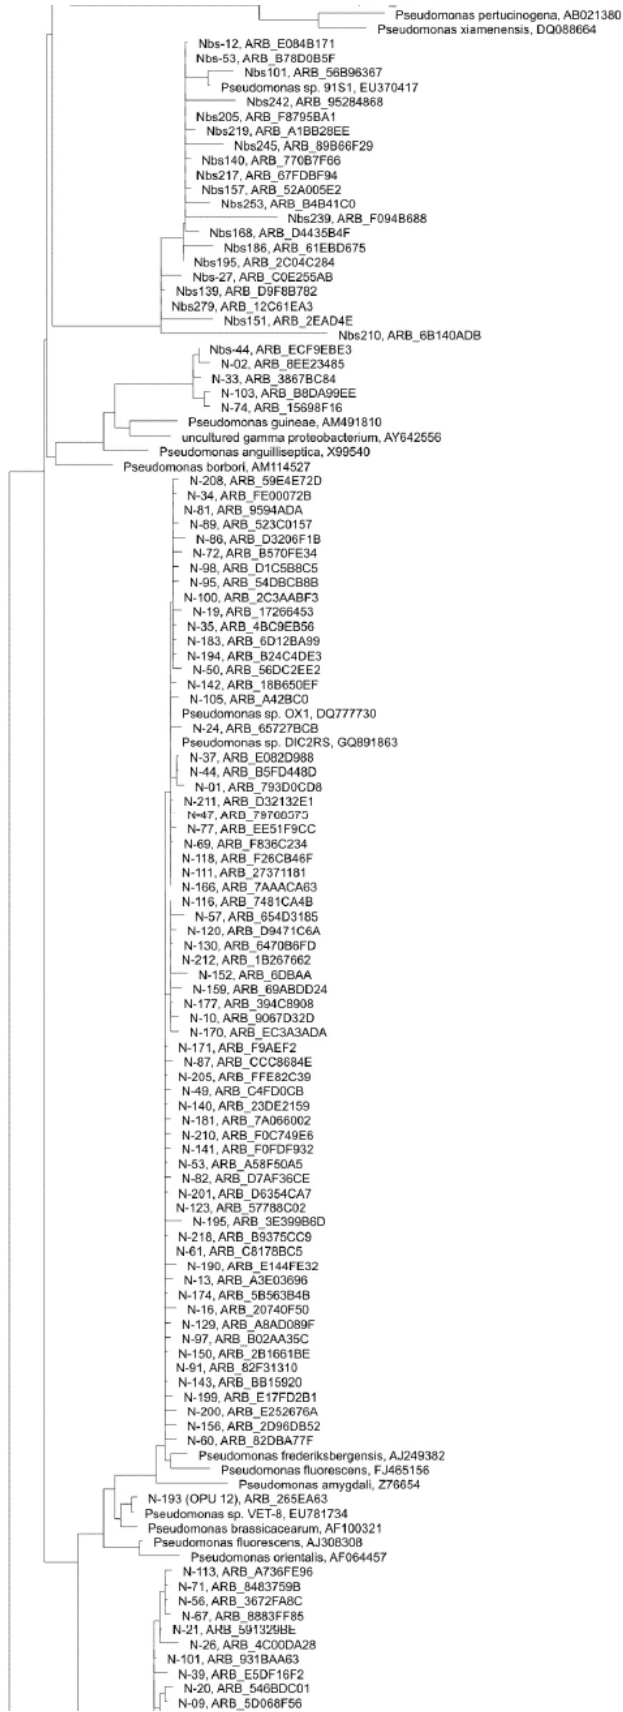 Pseudomonas pertucinogena, AB021380
Pseudomonas xiamenensis, DQ088664
Nbs-12, ARB_E084B171
Nbs-53, ARB_B78D0B5F
Nbs101, ARB_56B96367
Pseudomonas sp. 91S1, EU370417
Nbs242, ARB_95284868
Nbs205, ARB_F8795BA1
Nbs219, ARB_A1BB28EE
Nbs245, ARB_89B66F29
Nbs140, ARB_770B7F66
Nbs217, ARB_67FDBF94
Nbs157, ARB_52A005E2
Nbs253, ARB_B4B41C0
Nbs239, ARB_F094B688
Nbs168, ARB_D4435B4F
Nbs186, ARB_61EBD675
Nbs195, ARB_2C04C284
Nbs-27, ARB_C0E255AB
Nbs139, ARB_D9F8B782
Nbs279, ARB_12C61EA3
Nbs151, ARB_2EAD4E
Nbs210, ARB_6B140ADB
Nbs-44, ARB_ECF9EBE3
N-02, ARB_8EE23485
N-33, ARB_3867BC84
N-103, ARB_B8DA99EE
N-74, ARB_15698F16
Pseudomonas guineae, AM491810
uncultured gamma proteobacterium, AY642556
Pseudomonas anguilliseptica, X99540
Pseudomonas borbori, AM114527
N-208, ARB_59E4E72D
N-34, ARB_FE00072B
N-81, ARB_9594ADA
N-89, ARB_523C0157
N-86, ARB_D3206F1B
N-72, ARB_B570FE34
N-98, ARB_D1C5B8C5
N-95, ARB_54DBCB8B
N-100, ARB_2C3AABF3
N-19, ARB_17266453
N-35, ARB_4BC9EB56
N-183, ARB_6D12BA99
N-194, ARB_B24C4DE3
N-50, ARB_56DC2EE2
N-142, ARB_18B650EF
N-105, ARB_A42BC0
Pseudomonas sp. OX1, DQ777730
N-24, ARB_65727BCB
Pseudomonas sp. DIC2RS, GQ891863
N-37, ARB_E082D988
N-44, ARB_B5FD448D
N-01, ARB_793D0CD8
N-211, ARB_D32132E1
N-47, ARB_79768575
N-77, ARB_EE51F9CC
N-69, ARB_F836C234
N-118, ARB_F26CB46F
N-111, ARB_27371181
N-166, ARB_7AAACA63
N-116, ARB_7481CA4B
N-57, ARB_654D3185
N-120, ARB_D9471C6A
N-130, ARB_6470B6FD
N-212, ARB_1B267662
N-152, ARB_6DBAA
N-159, ARB_69ABDD24
N-177, ARB_394C8908
N-10, ARB_9067D32D
N-170, ARB_EC3A3ADA
N-171, ARB_F9AEF2
N-87, ARB_CCC8684E
N-205, ARB_FFE82C39
N-49, ARB_C4FD0CB
N-140, ARB_23DE2159
N-181, ARB_7A066002
N-210, ARB_F0C749E6
N-141, ARB_F0FDF932
N-53, ARB_A58F50A5
N-82, ARB_D7AF36CE
N-201, ARB_D6354CA7
N-123, ARB_57788C02
N-195, ARB_3E399B6D
N-218, ARB_B9375CC9
N-61, ARB_C8178BC5
N-190, ARB_E144FE32
N-13, ARB_A3E03696
N-174, ARB_5B563B4B
N-16, ARB_20740F50
N-129, ARB_A8AD089F
N-97, ARB_B02AA35C
N-150, ARB_2B1661BE
N-91, ARB_82F31310
N-143, ARB_BB15920
N-199, ARB_E17FD2B1
N-200, ARB_E252676A
N-156, ARB_2D96DB52
N-60, ARB_82DBA77F
Pseudomonas frederiksbergensis, AJ249382
Pseudomonas fluorescens, FJ465156
Pseudomonas amygdali, Z76654
N-193 (OPU 12), ARB_265EA63
Pseudomonas sp. VET-8, EU781734
Pseudomonas brassicacearum, AF100321
Pseudomonas fluorescens, AJ308308
Pseudomonas orientalis, AF064457
N-113, ARB_A736FE96
N-71, ARB_8483759B
N-56, ARB_3672FA8C
N-67, ARB_8883FF85
N-21, ARB_591329BE
N-26, ARB_4C00DA28
N-101, ARB_931BAA63
N-39, ARB_E5DF16F2
N-20, ARB_546BDC01
N-09, ARB_5D068F56